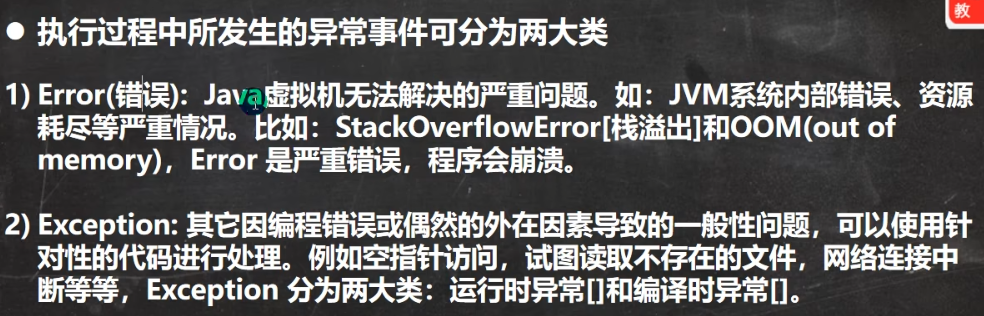 教
● 执行过程中所发生的异常事件可分为两大类
1) Error(错误): Java虚拟机无法解决的严重问题。如：JVM系统内部错误、资源
耗尽等严重情况。比如：StackOverflowError[栈溢出]和OOM(out of
memory)，Error 是严重错误，程序会崩溃。
2) Exception: 其它因编程错误或偶然的外在因素导致的一般性问题，可以使用针
对性的代码进行处理。例如空指针访问，试图读取不存在的文件，网络连接中
断等等，Exception 分为两大类：运行时异常[]和编译时异常[]。